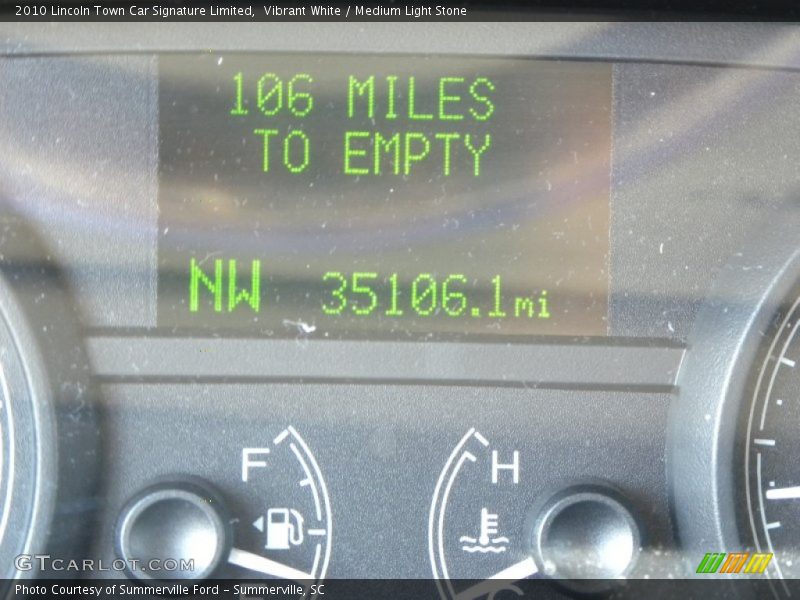 2010 Lincoln Town Car Signature Limited, Vibrant White / Medium Light Stone
106 MILES
TO EMPTY
NW 35106.1mi
F H
GTCARLOT.COM
Photo Courtesy of Summerville Ford - Summerville, SC